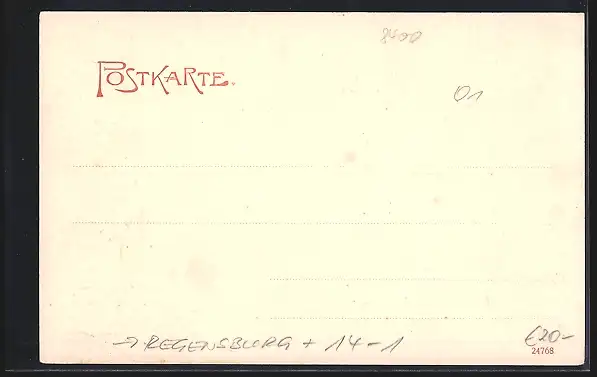 8400
POSTKARTE.
01
→ REGENSBURG + 14-1
€20-
24768